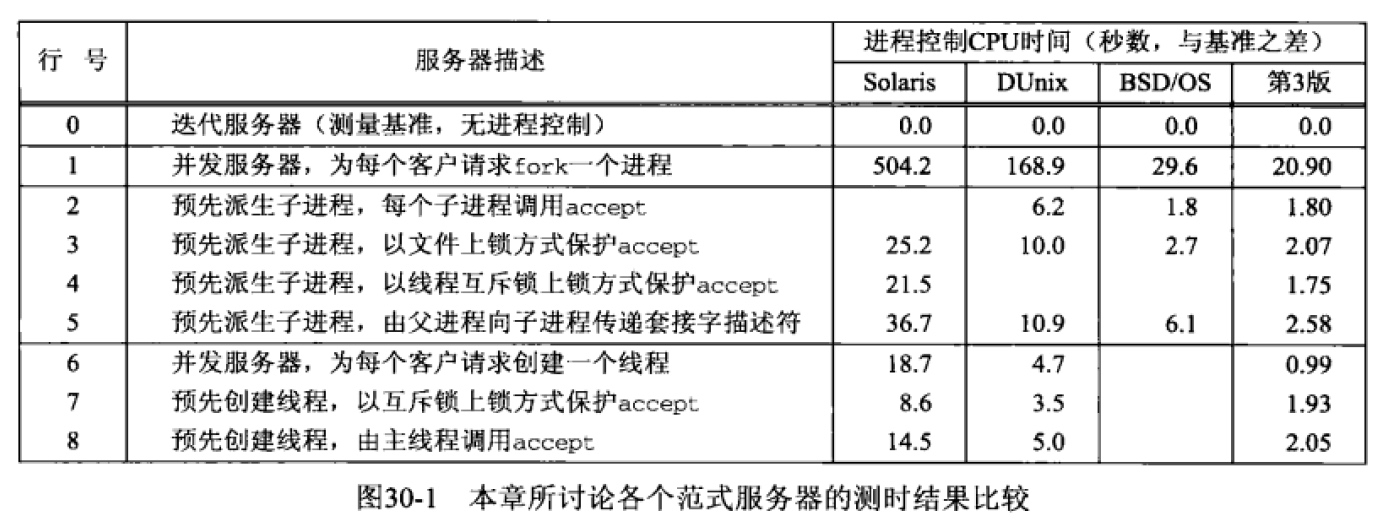 行 号 服务器描述 进程控制CPU时间（秒数，与基准之差）
Solaris DUnix BSD/OS 第3版
0 迭代服务器（测量基准，无进程控制） 0.0 0.0 0.0 0.0
1 并发服务器，为每个客户请求fork一个进程 504.2 168.9 29.6 20.90
2 预先派生子进程，每个子进程调用accept 6.2 1.8 1.80
3 预先派生子进程，以文件上锁方式保护accept 25.2 10.0 2.7 2.07
4 预先派生子进程，以线程互斥锁上锁方式保护accept 21.5 1.75
5 预先派生子进程，由父进程向子进程传递套接字描述符 36.7 10.9 6.1 2.58
6 并发服务器，为每个客户请求创建一个线程 18.7 4.7 0.99
7 预先创建线程，以互斥锁上锁方式保护accept 8.6 3.5 1.93
8 预先创建线程，由主线程调用accept 14.5 5.0 2.05
图30-1 本章所讨论各个范式服务器的测时结果比较